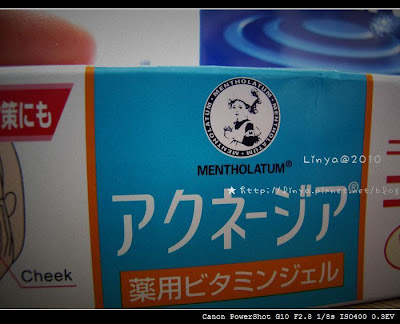 策にも
MENTHOLATUM
MENTHOLATUM
MENTHOLATUM®
Linya@2010
アクネージア®
薬用ビタミンジェル
Cheek
Canon PowerShot G10 F2.8 1/8s ISO400 0.3EV